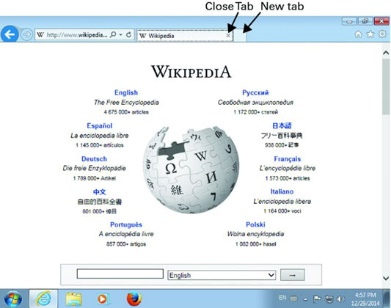 Close Tab New tab
http://www.wikipedia...
W Wikipedia
WIKIPEDIA
English
The Free Encyclopedia
4 675 000+ articles
Русский
Свободная энциклопедия
1 172 000+ статей
Español
La enciclopedia libre
1 145 000+ artículos
日本語
フリー百科事典
938 000+ 記事
Deutsch
Die freie Enzyklopädie
1 789 000+ Artikel
Français
L'encyclopédie libre
1 573 000+ articles
中文
自由的百科全書
801 000+ 條目
Italiano
L'enciclopedia libera
1 164 000+ voci
Português
A enciclopédia livre
857 000+ artigos
Polski
Wolna encyklopedia
1 082 000+ haseł
English
EN
4:52 PM
12/28/2014